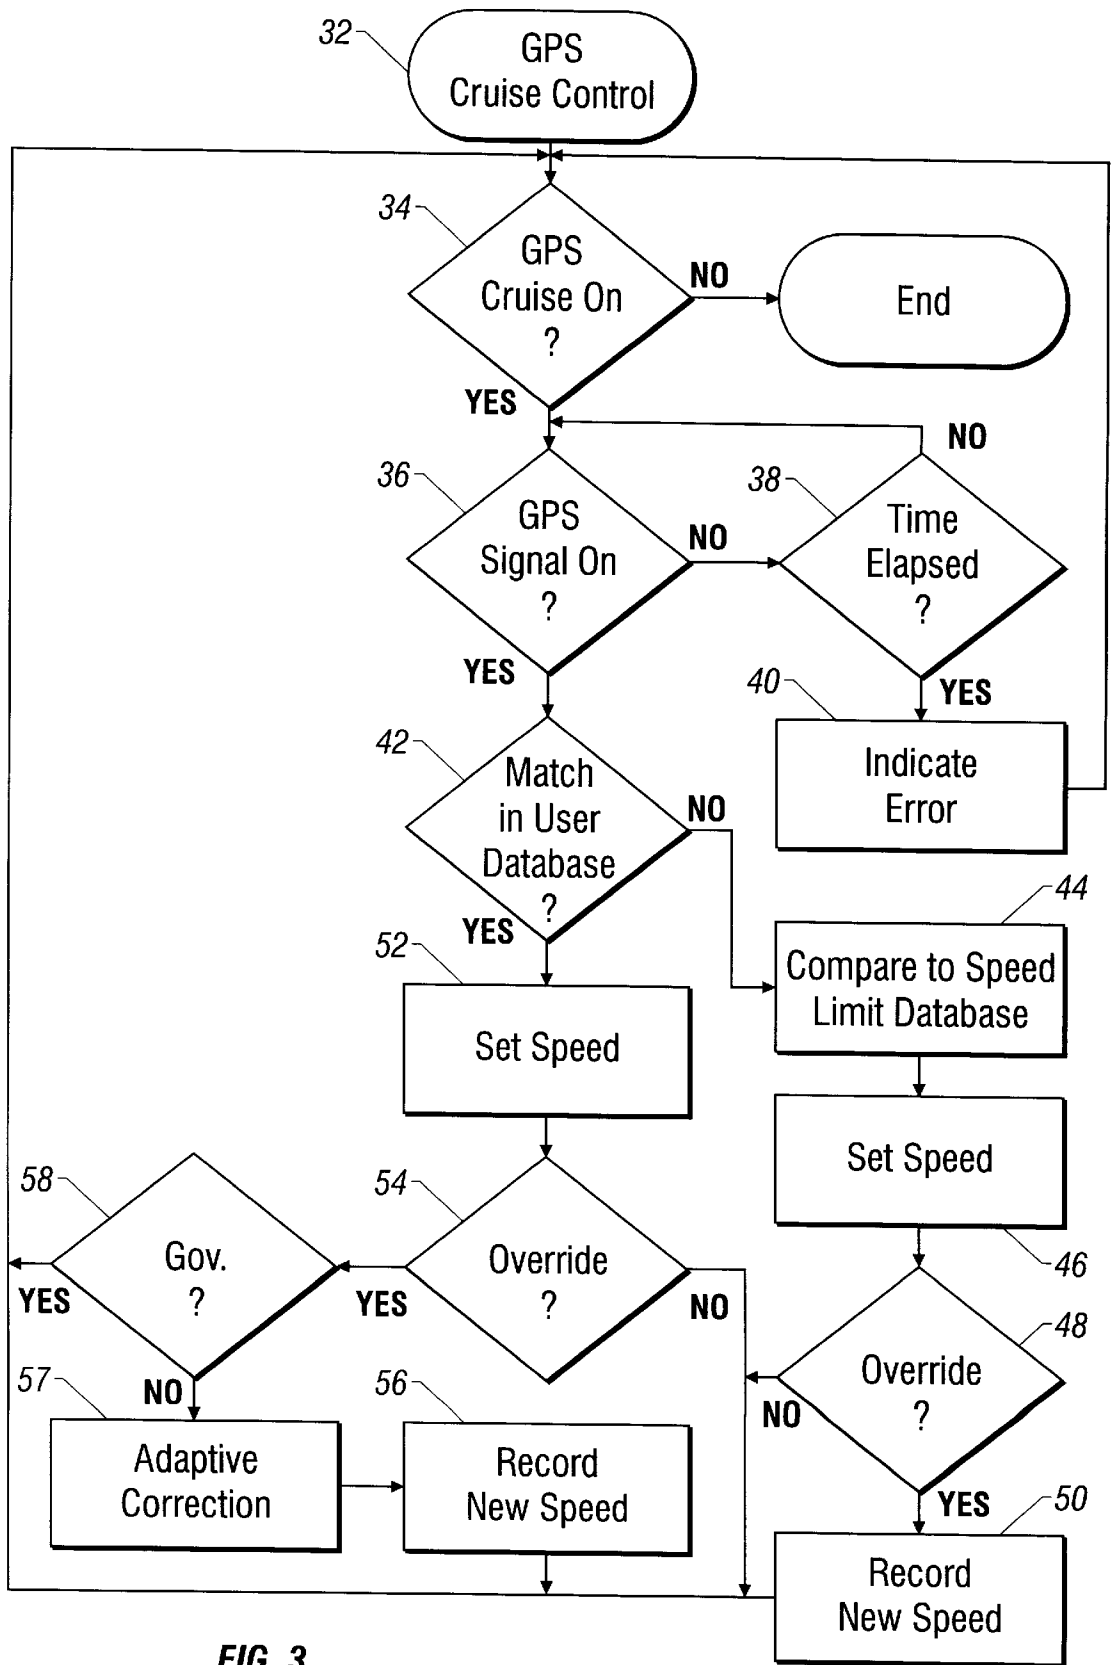 32
GPS
Cruise Control
34
GPS
Cruise On
?
NO
End
YES
NO
36
GPS
Signal On
?
NO
38
Time
Elapsed
?
YES
YES
40
Indicate
Error
42
Match
in User
Database
?
NO
YES
44
Compare to Speed
Limit Database
52
Set Speed
Set Speed
46
58
Gov.
?
YES
54
Override
?
YES
NO
48
Override
?
NO
YES
NO
57
Adaptive
Correction
56
Record
New Speed
50
Record
New Speed
FIG. 3